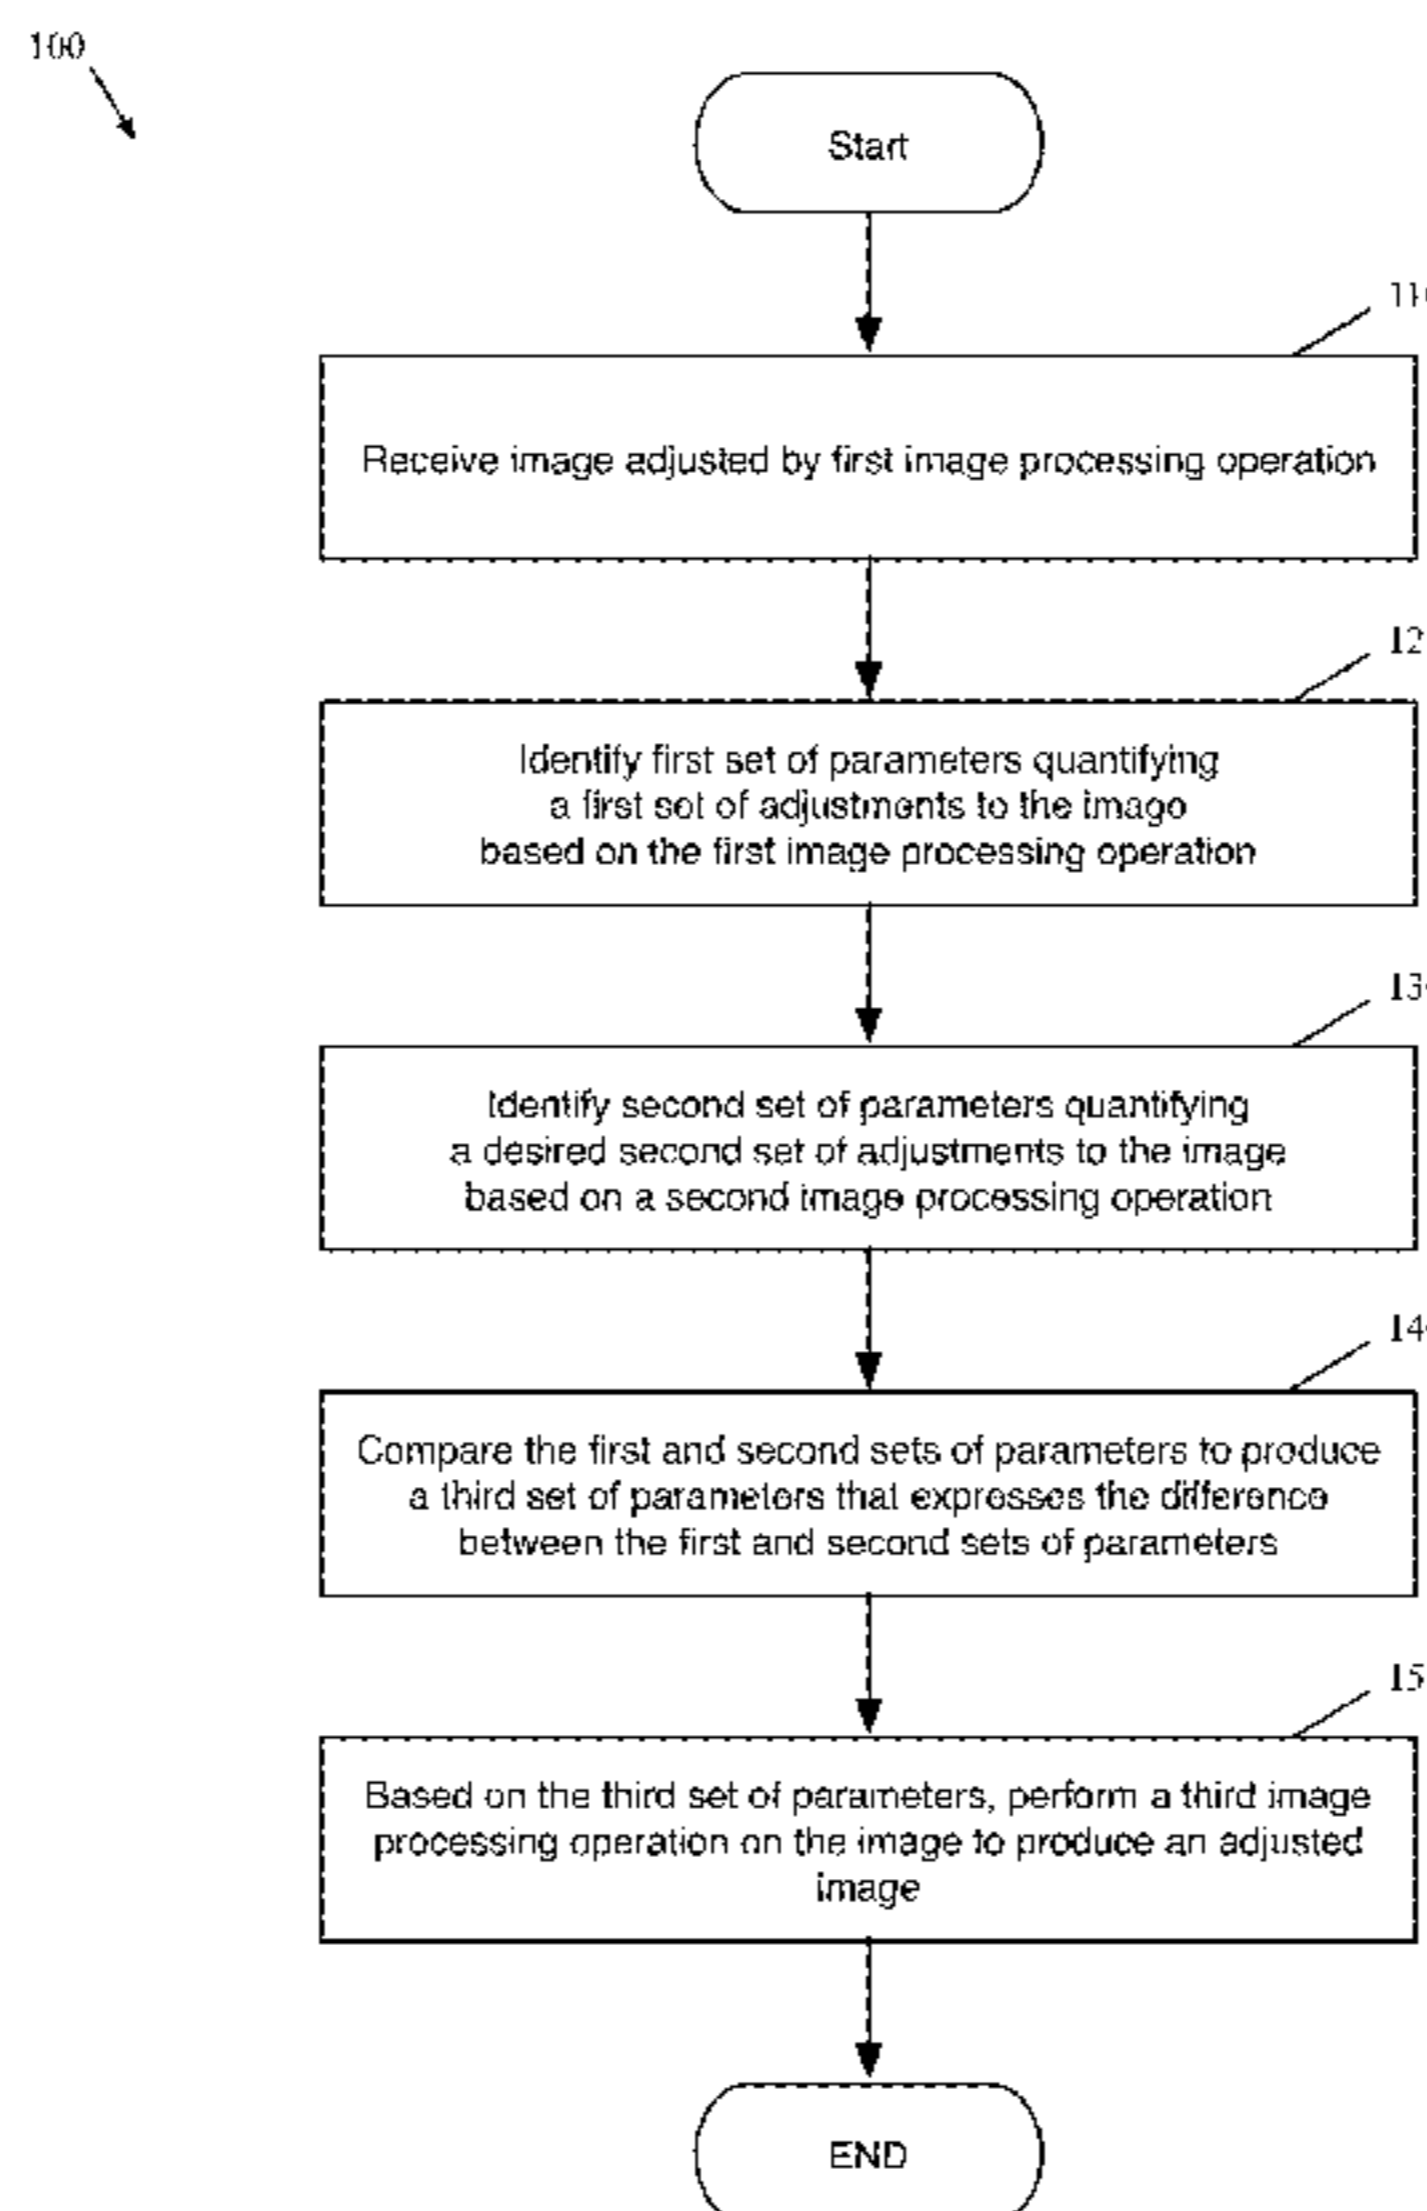 100
Start
Receive image adjusted by first image processing operation
Identify first set of parameters quantifying
a first set of adjustments to the image
based on the first image processing operation
Identify second set of parameters quantifying
a desired second set of adjustments to the image
based on a second image processing operation
Compare the first and second sets of parameters to produce
a third set of parameters that expresses the difference
between the first and second sets of parameters
Based on the third set of parameters, perform a third image
processing operation on the image to produce an adjusted
image
END